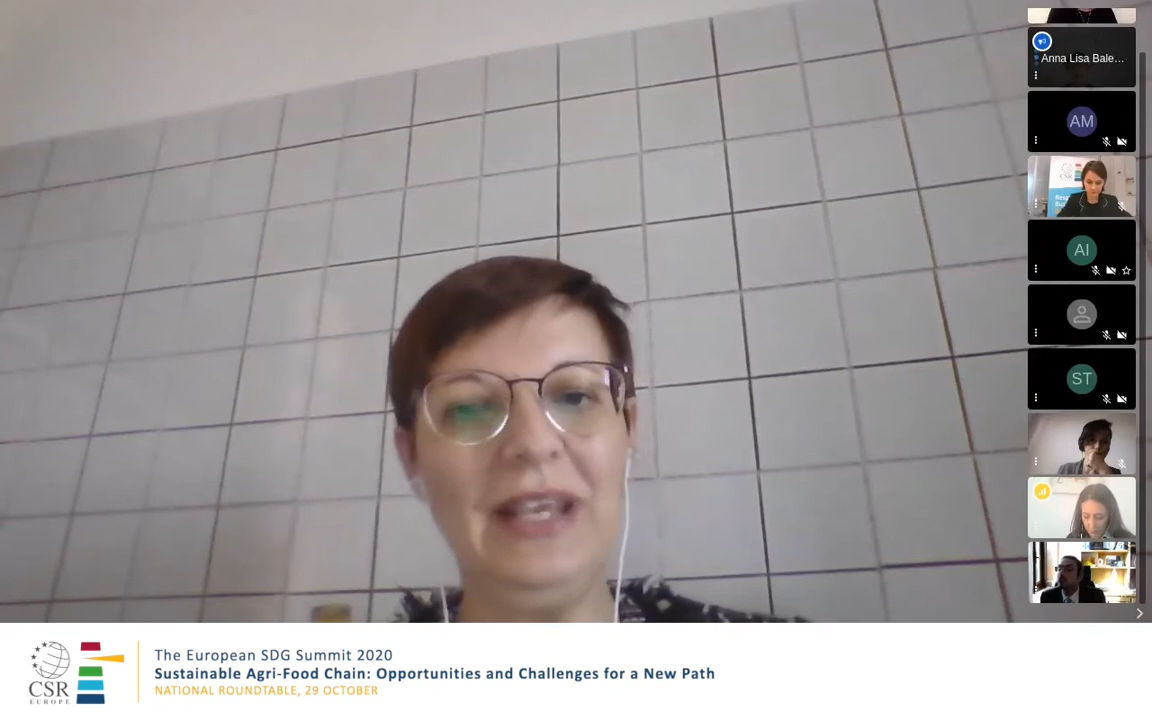 Anna Lisa Bale...
AM
CSR
AI
ST
CSR
EUROPE
The European SDG Summit 2020
Sustainable Agri-Food Chain: Opportunities and Challenges for a New Path
NATIONAL ROUNDTABLE, 29 OCTOBER